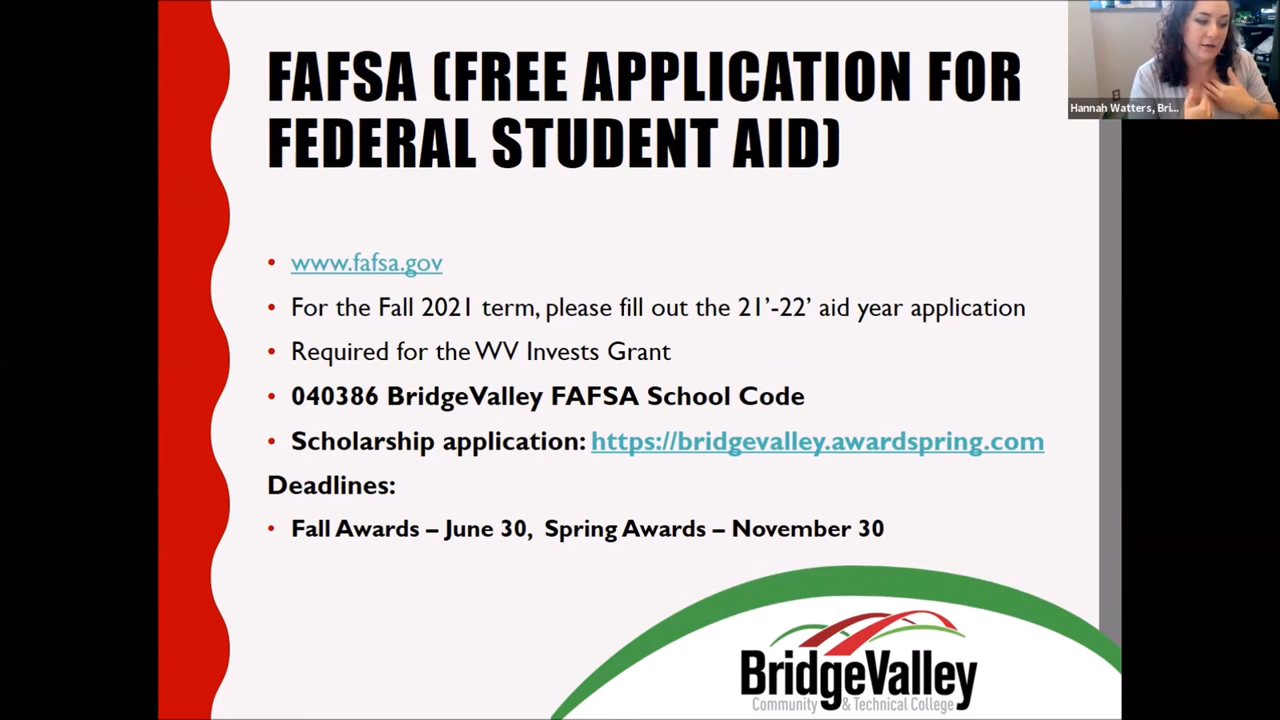 FAFSA (FREE APPLICATION FOR
FEDERAL STUDENT AID)
Hannah Watters, Bri...
• www.fafsa.gov
• For the Fall 2021 term, please fill out the 21'-22' aid year application
• Required for the WV Invests Grant
• 040386 BridgeValley FAFSA School Code
• Scholarship application: https://bridgevalley.awardspring.com
Deadlines:
• Fall Awards – June 30, Spring Awards – November 30
BridgeValley
Community & Technical College